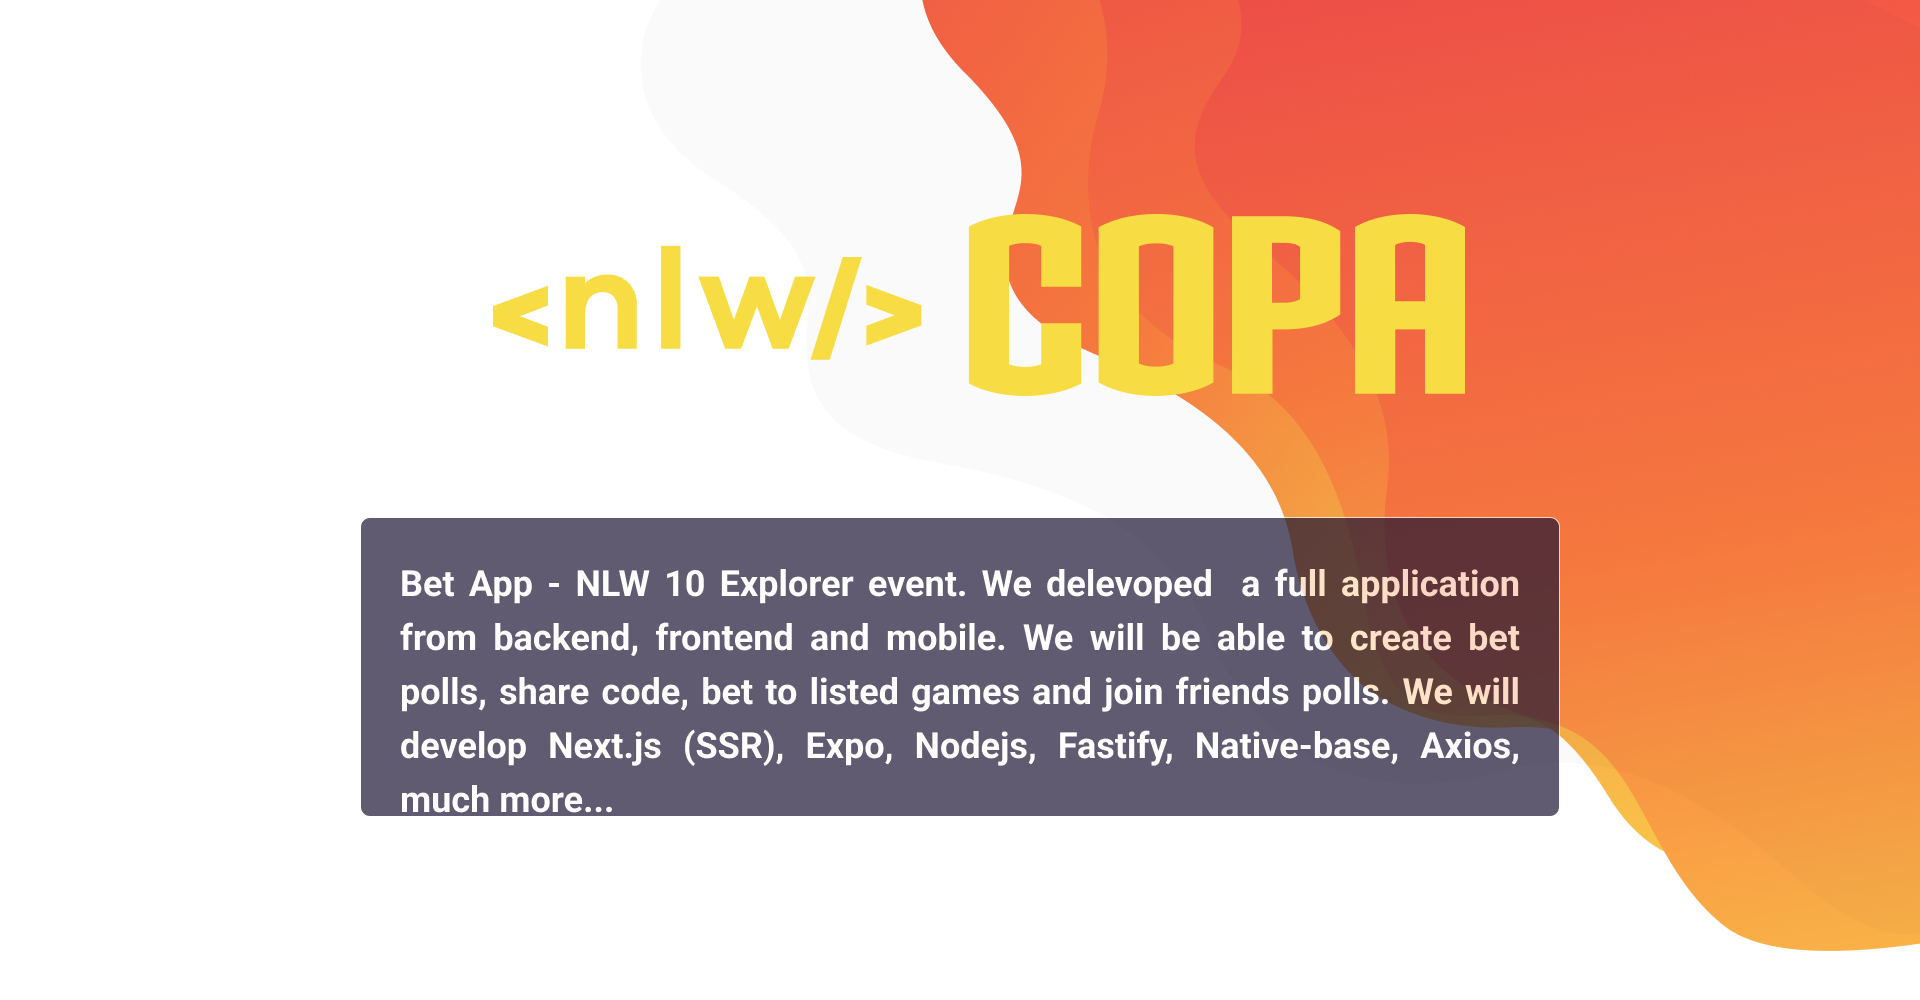 <nlw/> COPA
Bet App - NLW 10 Explorer event. We delevoped  a full application
from backend, frontend and mobile. We will be able to create bet
polls, share code, bet to listed games and join friends polls. We will
develop Next.js (SSR), Expo, Nodejs, Fastify, Native-base, Axios,
much more...